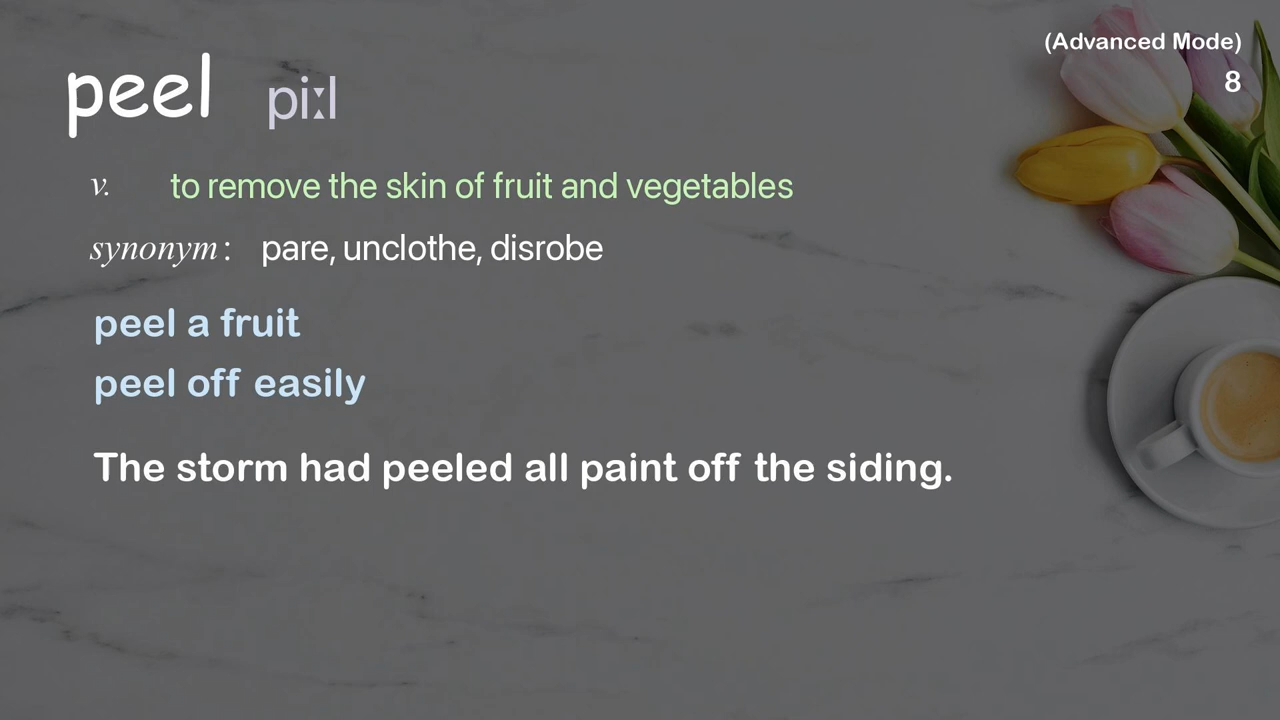 (Advanced Mode)
8
peel piːl
v. to remove the skin of fruit and vegetables
synonym: pare, unclothe, disrobe
peel a fruit
peel off easily
The storm had peeled all paint off the siding.